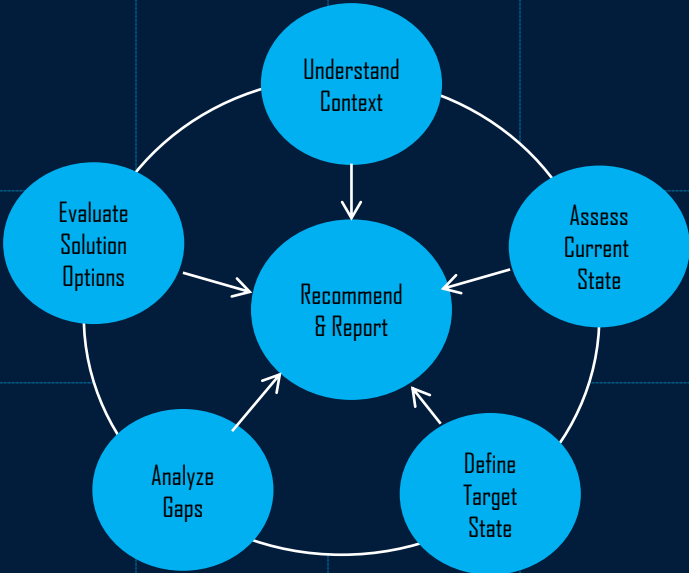 Understand
Context
Evaluate
Solution
Options
Assess
Current
State
Recommend
& Report
Analyze
Gaps
Define
Target
State